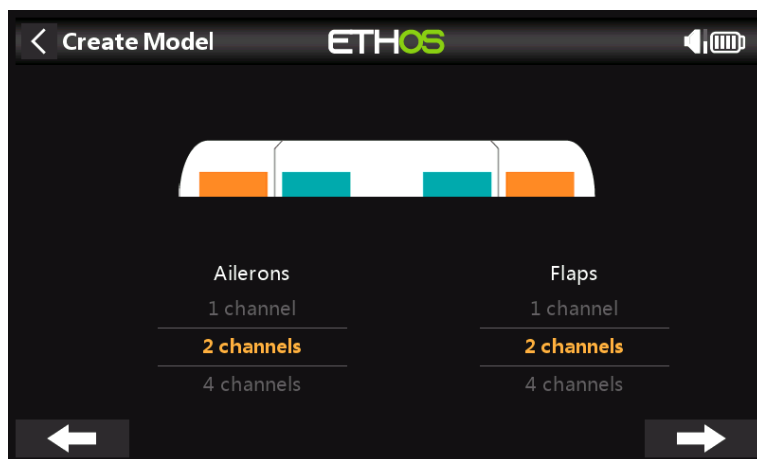 Create Model
ETHOS
Ailerons
Flaps
1 channel
1 channel
2 channels
2 channels
4 channels
4 channels